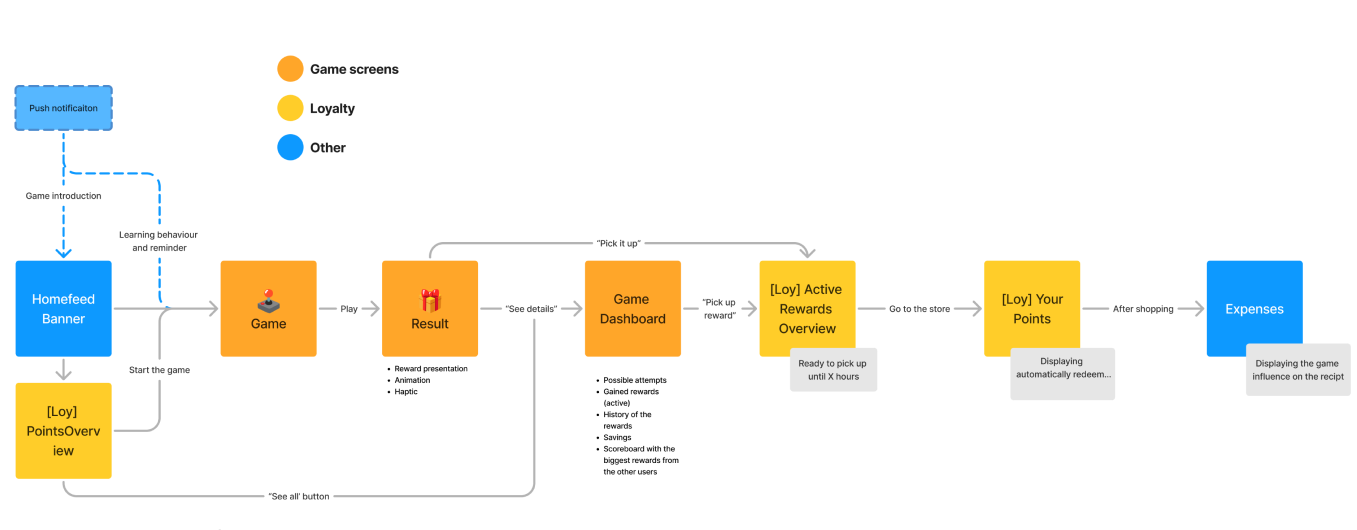 Game screens
Loyalty
Other
Push notificaiton
Game introduction
Learning behaviour
and reminder
"Pick it up"
Homefeed
Banner
Game
Play
Result
"See details"
Game
Dashboard
"Pick up
reward"
[Loy] Active
Rewards
Overview
Go to the store
[Loy] Your
Points
After shopping
Expenses
Ready to pick up
until X hours
Displaying
automatically redeem...
Displaying the game
influence on the recipt
Start the game
• Reward presentation
• Animation
• Haptic
• Possible attempts
• Gained rewards
(active)
• History of the
rewards
• Savings
• Scoreboard with the
biggest rewards from
the other users
[Loy]
PointsOverv
iew
"See all' button